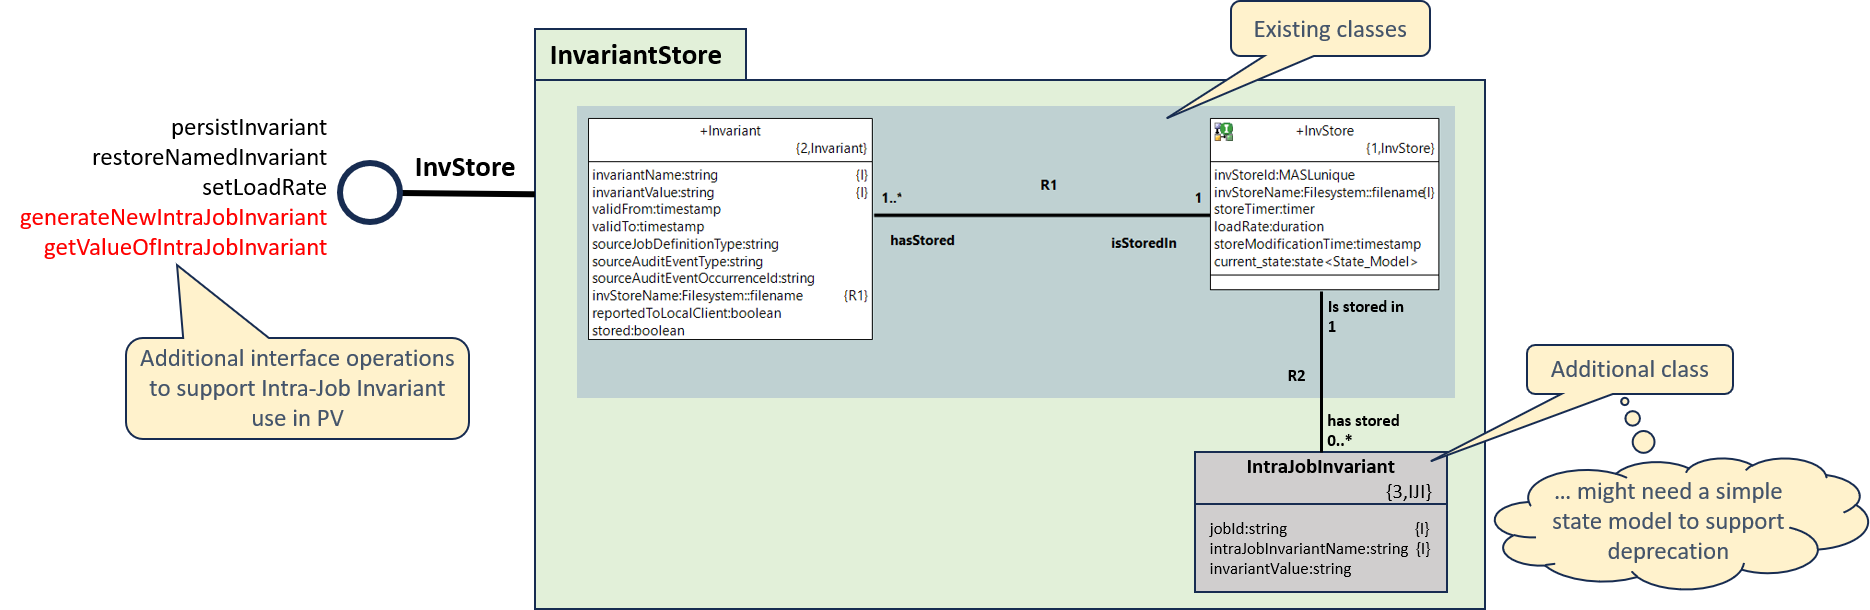 Existing classes
InvariantStore
persistInvariant
restoreNamedInvariant
setLoadRate
generateNewIntraJobInvariant
getValueOfIntraJobInvariant
InvStore
+Invariant
{2,Invariant}
invariantName:string {I}
invariantValue:string {I}
validFrom:timestamp
validTo:timestamp
sourceJobDefinitionType:string
sourceAuditEventType:string
sourceAuditEventOccurrenceId:string
invStoreName:Filesystem::filename {R1}
reportedToLocalClient:boolean
stored:boolean
R1
1..*
1
hasStored
isStoredIn
+InvStore
{1,InvStore}
invStoreId:MASLunique
invStoreName:Filesystem::filename{I}
storeTimer:timer
loadRate:duration
storeModificationTime:timestamp
current_state:state<State_Model>
Is stored in
1
R2
has stored
0..*
Additional interface operations
to support Intra-Job Invariant
use in PV
Additional class
IntraJobInvariant
{3,IJI}
jobId:string {I}
intraJobInvariantName:string {I}
invariantValue:string
... might need a simple
state model to support
deprecation